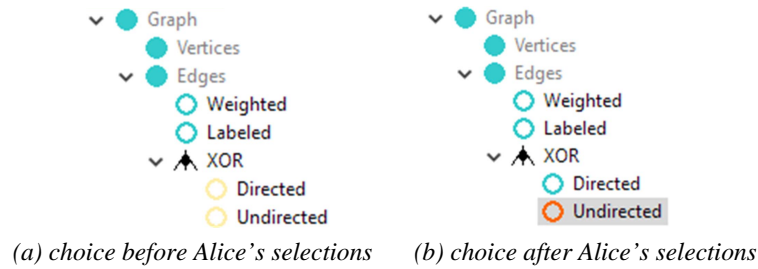 Graph
Vertices
Edges
Weighted
Labeled
XOR
Directed
Undirected
(a) choice before Alice's selections
Graph
Vertices
Edges
Weighted
Labeled
XOR
Directed
Undirected
(b) choice after Alice's selections